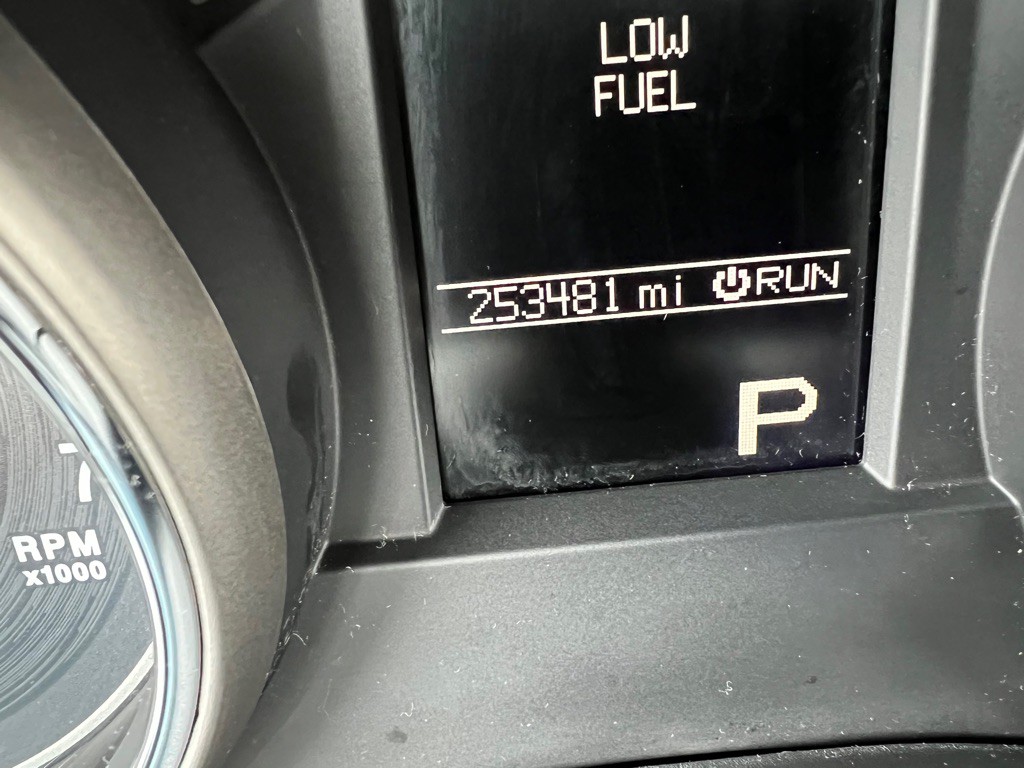 LOW
FUEL
253481 mi RUN
P
7
RPM
x1000